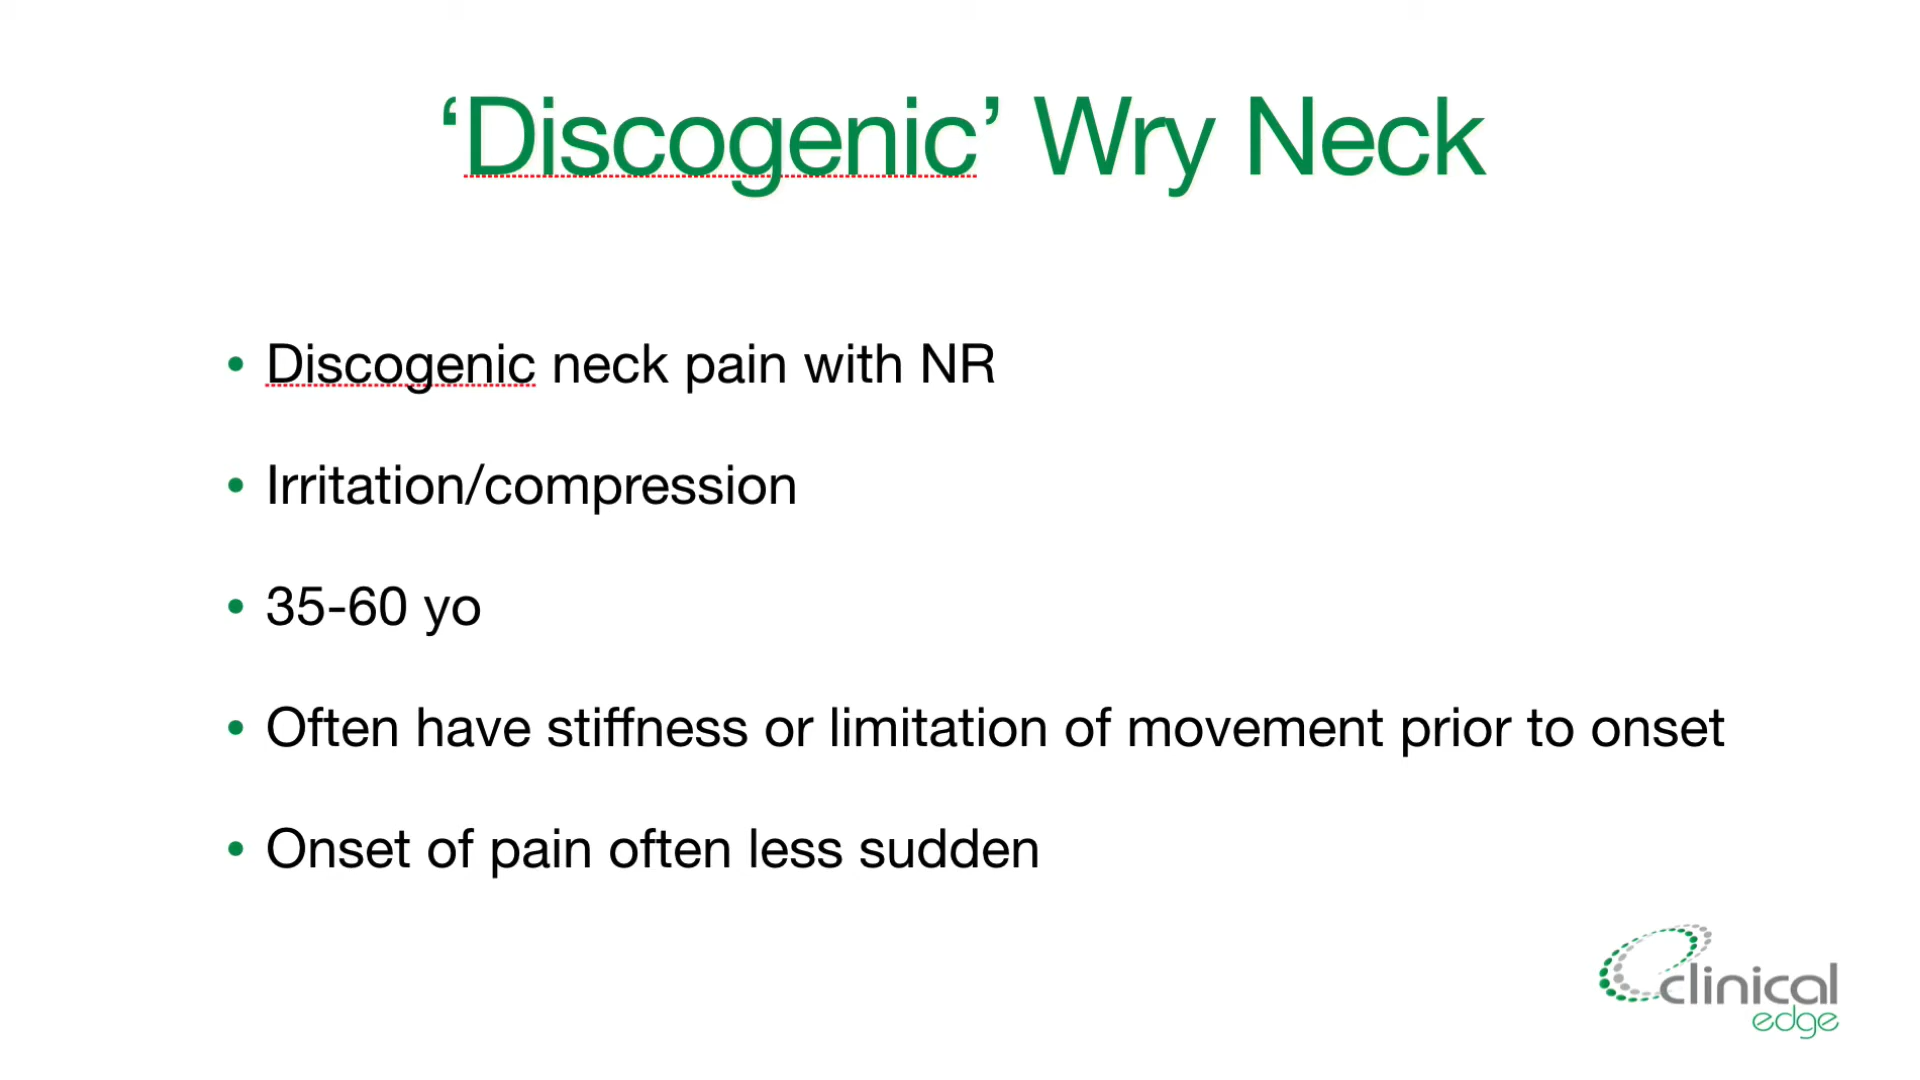 ‘Discogenic’ Wry Neck
• Discogenic neck pain with NR
• Irritation/compression
• 35-60 yo
• Often have stiffness or limitation of movement prior to onset
• Onset of pain often less sudden
clinical
edge